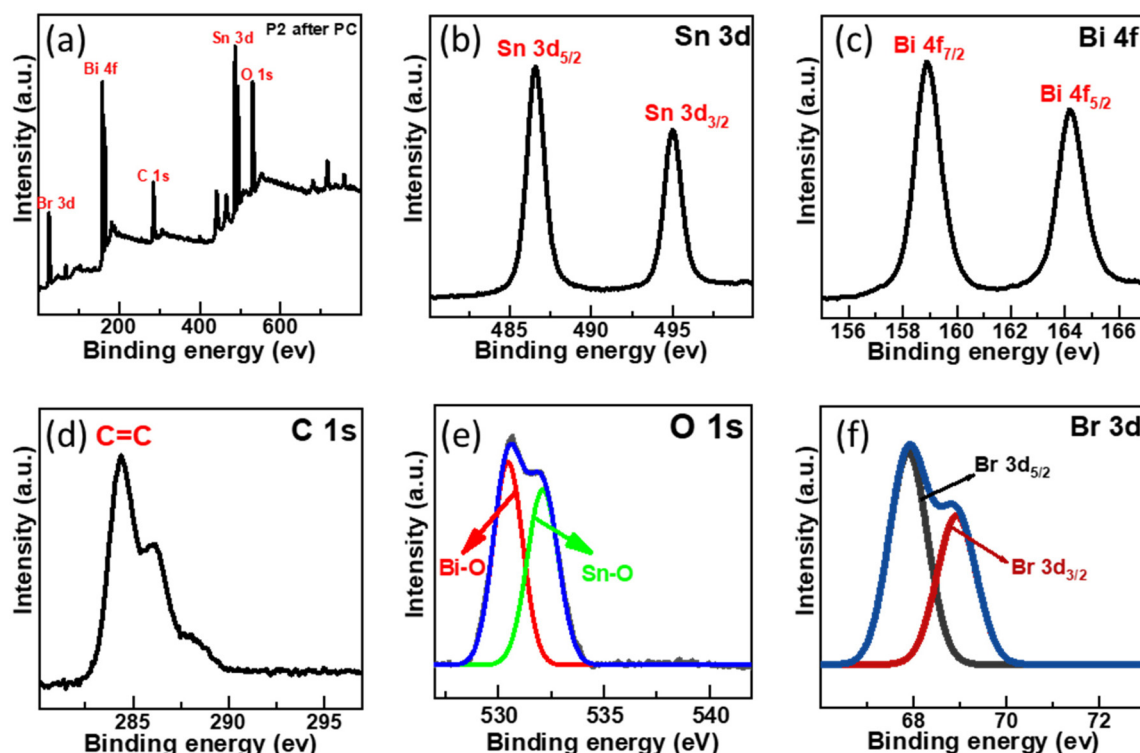 (a)
P2 after PC
Sn 3d
O 1s
Bi 4f
C 1s
Br 3d
Intensity (a.u.)
200 400 600
Binding energy (ev)
(b)
Sn 3d
Sn 3d5/2
Sn 3d3/2
Intensity (a.u.)
485 490 495
Binding energy (ev)
(c)
Bi 4f
Bi 4f7/2
Bi 4f5/2
Intensity (a.u.)
156 158 160 162 164 166
Binding energy (ev)
(d)
C=C
C 1s
Intensity (a.u.)
285 290 295
Binding energy (ev)
(e)
O 1s
Bi-O
Sn-O
Intensity (a.u.)
530 535 540
Binding energy (eV)
(f)
Br 3d
Br 3d5/2
Br 3d3/2
Intensity (a.u.)
68 70 72
Binding energy (ev)